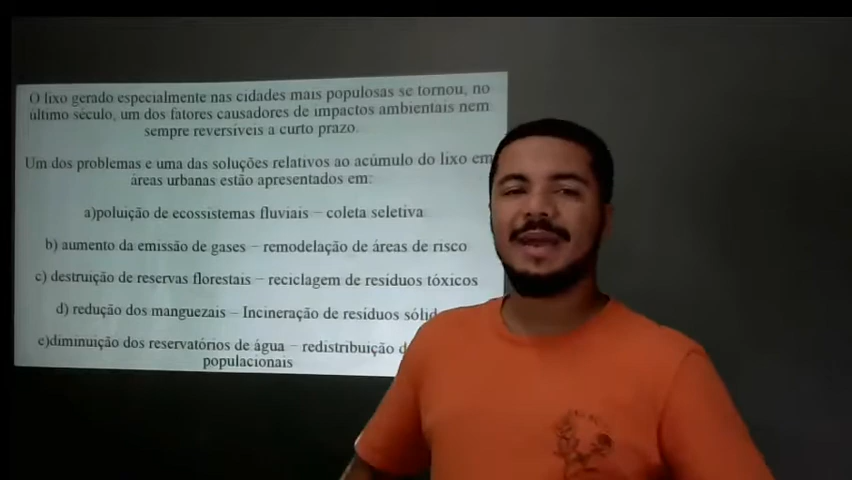 O lixo gerado especialmente nas cidades mais populosas se tornou, no
último século, um dos fatores causadores de impactos ambientais nem
sempre reversíveis a curto prazo.
Um dos problemas e uma das soluções relativos ao acúmulo do lixo em
áreas urbanas estão apresentados em:
a)poluição de ecossistemas fluviais – coleta seletiva
b) aumento da emissão de gases – remodelação de áreas de risco
c) destruição de reservas florestais – reciclagem de resíduos tóxicos
d) redução dos manguezais – Incineração de resíduos
e)diminuição dos reservatórios de água – redistribuição
populacionais